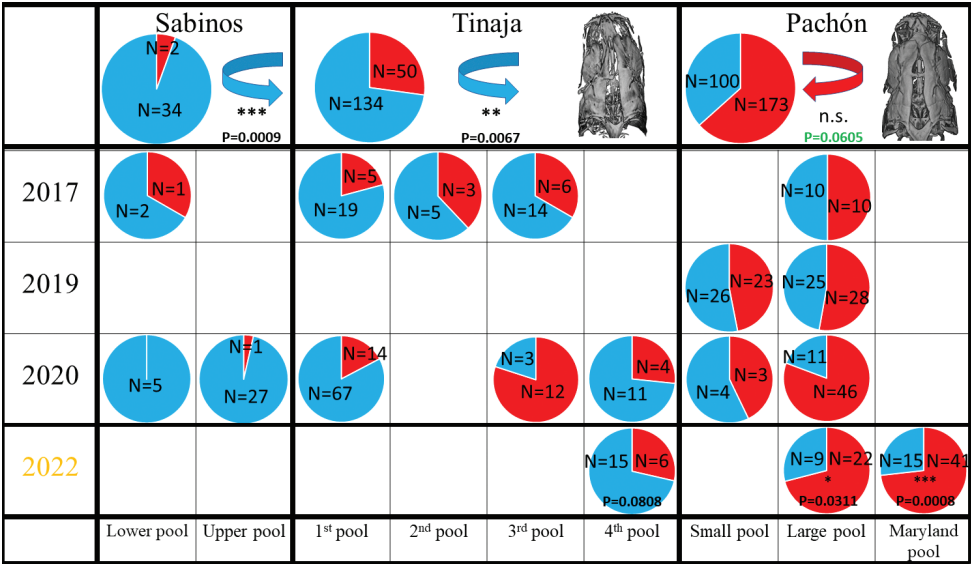 Sabinos Tinaja Pachón
N=2
N=34
***
P=0.0009
N=50
N=134
**
P=0.0067
N=100
N=173
n.s.
P=0.0605
2017
N=1
N=2
N=5
N=19
N=3
N=5
N=6
N=14
N=10
N=10
2019
N=23
N=26
N=25
N=28
2020
N=5
N=1
N=27
N=14
N=67
N=3
N=12
N=4
N=11
N=3
N=4
N=11
N=46
2022
N=15 N=6
P=0.0808
N=9 N=22
*
P=0.0311
N=15 N=41
***
P=0.0008
Lower pool Upper pool 1st pool 2nd pool 3rd pool 4th pool Small pool Large pool Maryland
pool